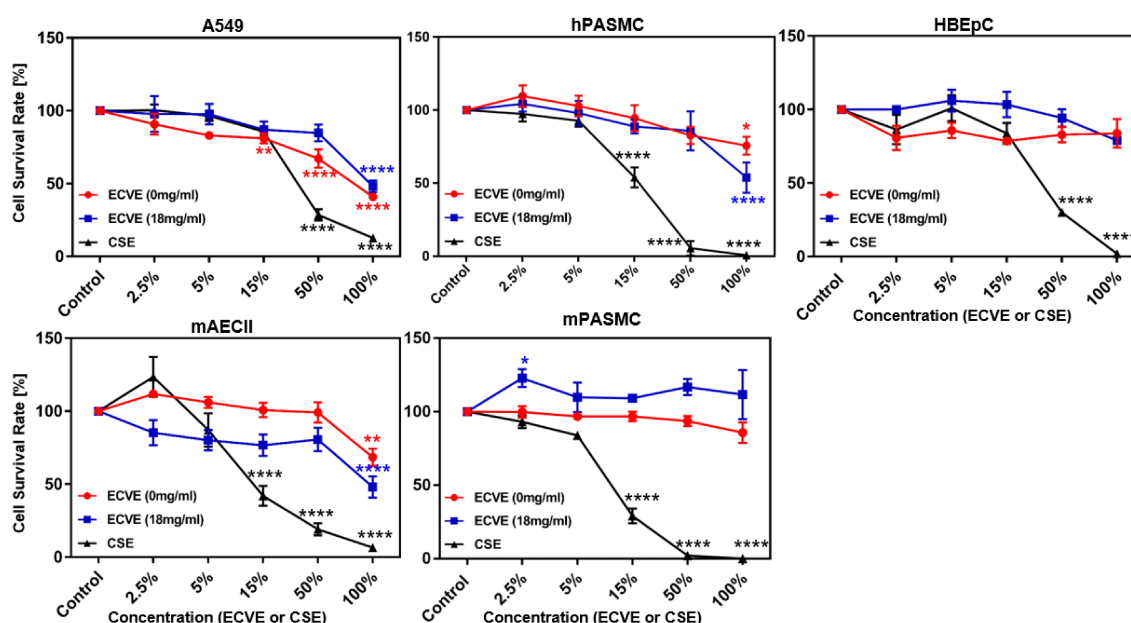 A549
Cell Survival Rate [%]
150
100
50
0
**
****
****
****
****
****
ECVE (0mg/ml)
ECVE (18mg/ml)
CSE
Control
2.5%
5%
15%
50%
100%
hPASMC
150
100
50
0
*
****
****
****
****
ECVE (0mg/ml)
ECVE (18mg/ml)
CSE
Control
2.5%
5%
15%
50%
100%
HBEpC
150
100
50
0
****
****
ECVE (0mg/ml)
ECVE (18mg/ml)
CSE
Control
2.5%
5%
15%
50%
100%
Concentration (ECVE or CSE)
mAECII
Cell Survival Rate [%]
150
100
50
0
**
****
****
****
****
ECVE (0mg/ml)
ECVE (18mg/ml)
CSE
Control
2.5%
5%
15%
50%
100%
Concentration (ECVE or CSE)
mPASMC
150
100
50
0
*
****
****
****
ECVE (0mg/ml)
ECVE (18mg/ml)
CSE
Control
2.5%
5%
15%
50%
100%
Concentration (ECVE or CSE)